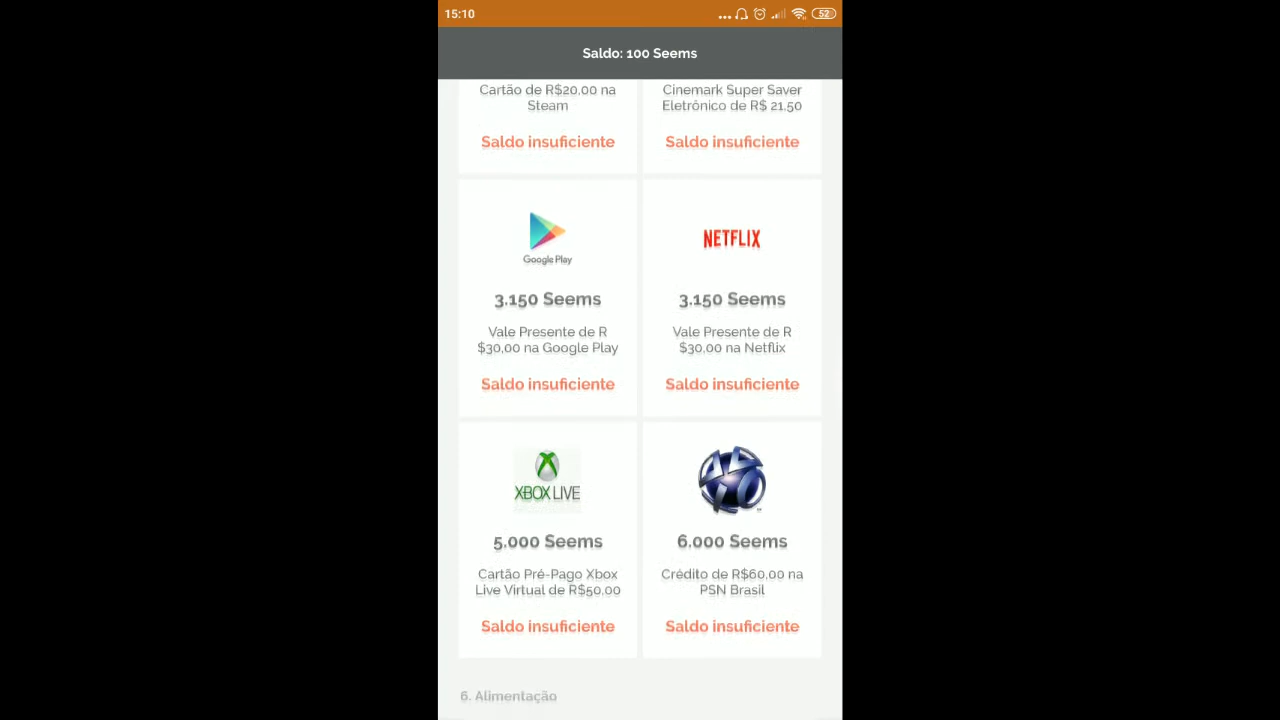 15:10
52
Saldo: 100 Seems
Cartão de R$20,00 na
Steam
Saldo insuficiente
Cinemark Super Saver
Eletrônico de R$ 21,50
Saldo insuficiente
Google Play
3.150 Seems
Vale Presente de R
$30,00 na Google Play
Saldo insuficiente
NETFLIX
3.150 Seems
Vale Presente de R
$30,00 na Netflix
Saldo insuficiente
XBOX LIVE
5.000 Seems
Cartão Pré-Pago Xbox
Live Virtual de R$50,00
Saldo insuficiente
6.000 Seems
Crédito de R$60,00 na
PSN Brasil
Saldo insuficiente
6. Alimentação